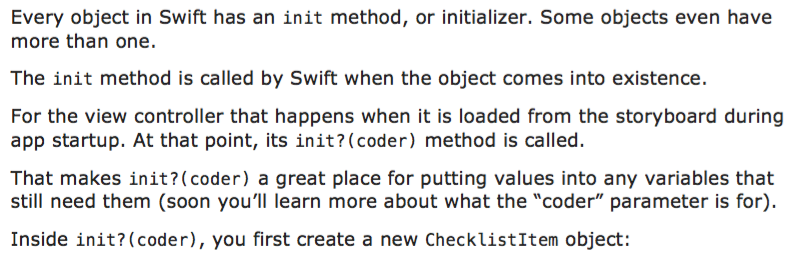 Every object in Swift has an init method, or initializer. Some objects even have
more than one.
The init method is called by Swift when the object comes into existence.
For the view controller that happens when it is loaded from the storyboard during
app startup. At that point, its init?(coder) method is called.
That makes init?(coder) a great place for putting values into any variables that
still need them (soon you’ll learn more about what the “coder” parameter is for).
Inside init?(coder), you first create a new ChecklistItem object: